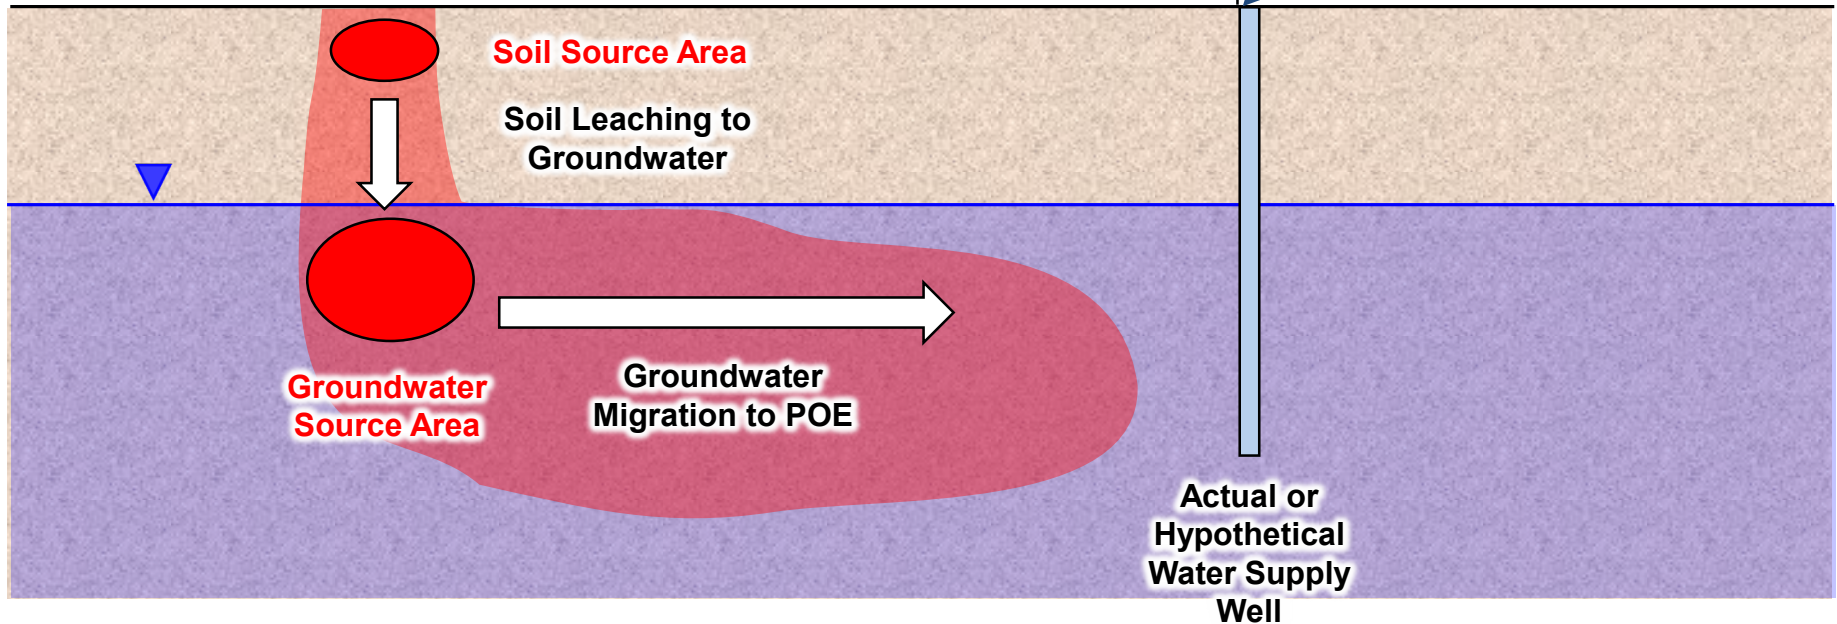 Soil Source Area
Soil Leaching to
Groundwater
Groundwater
Source Area
Groundwater
Migration to POE
Actual or
Hypothetical
Water Supply
Well